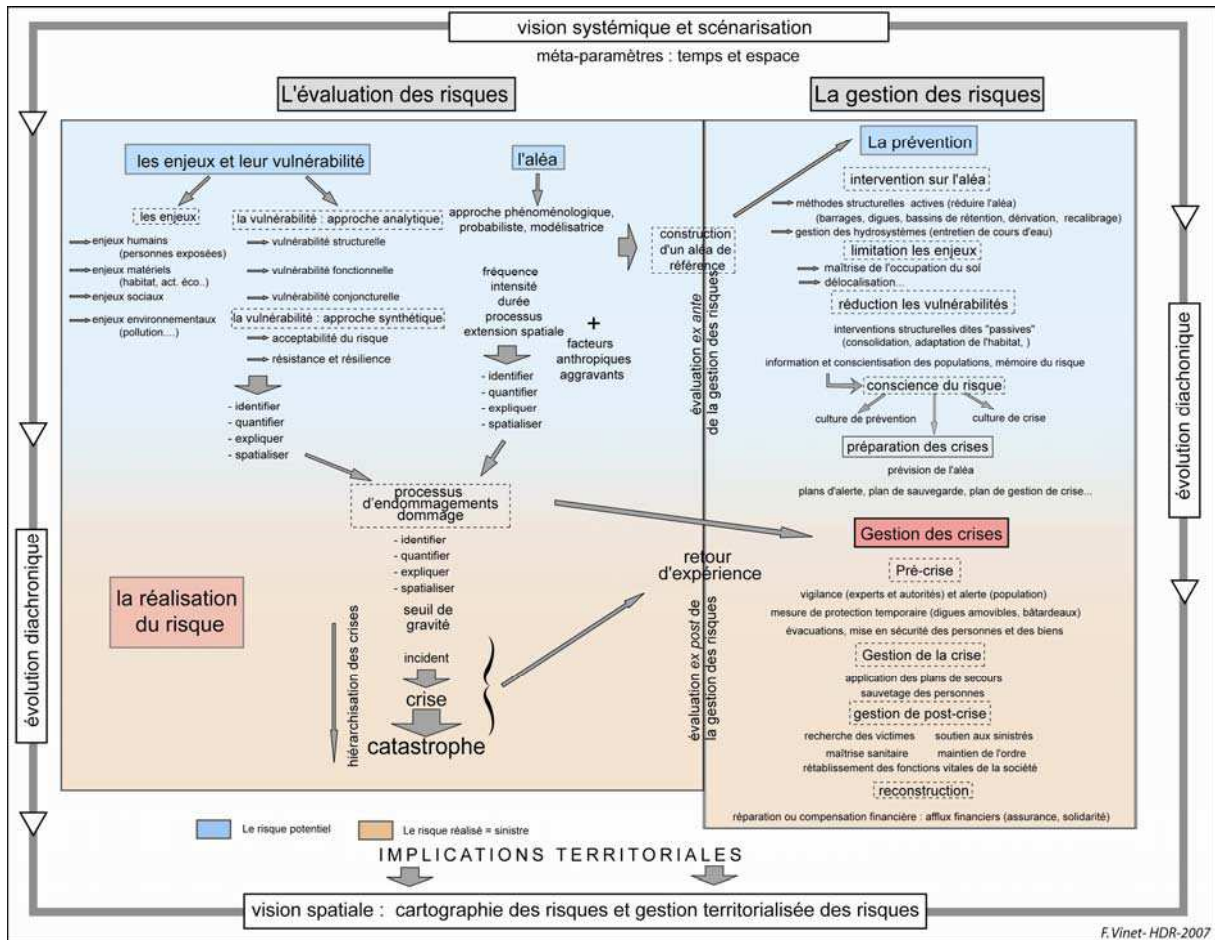 vision systémique et scénarisation
méta-paramètres : temps et espace
L'évaluation des risques
les enjeux et leur vulnérabilité
les enjeux
enjeux humains
(personnes exposées)
enjeux matériels
(habitat, act. éco..)
enjeux sociaux
enjeux environnementaux
(pollution....)
la vulnérabilité : approche analytique
vulnérabilité structurelle
vulnérabilité fonctionnelle
vulnérabilité conjoncturelle
la vulnérabilité : approche synthétique
acceptabilité du risque
résistance et résilience
- identifier
- quantifier
- expliquer
- spatialiser
l'aléa
approche phénoménologique,
probabiliste, modélisatrice
fréquence
intensité
durée
processus
extension spatiale
+
facteurs
anthropiques
aggravants
- identifier
- quantifier
- expliquer
- spatialiser
construction
d'un aléa de
référence
processus
d'endommagements
dommage
- identifier
- quantifier
- expliquer
- spatialiser
la réalisation
du risque
hiérarchisation des crises
seuil de
gravité
incident
crise
catastrophe
retour
d'expérience
évaluation ex ante
de la gestion des risques
évaluation ex post de
la gestion des risques
La gestion des risques
La prévention
intervention sur l'aléa
méthodes structurelles actives (réduire l'aléa)
(barrages, digues, bassins de rétention, dérivation, recalibrage)
gestion des hydrosystèmes (entretien de cours d'eau)
limitation les enjeux
maîtrise de l'occupation du sol
délocalisation...
réduction les vulnérabilités
interventions structurelles dites "passives"
(consolidation, adaptation de l'habitat, )
information et conscientisation des populations, mémoire du risque
conscience du risque
culture de prévention
culture de crise
préparation des crises
prévision de l'aléa
plans d'alerte, plan de sauvegarde, plan de gestion de crise...
Gestion des crises
Pré-crise
vigilance (experts et autorités) et alerte (population)
mesure de protection temporaire (digues amovibles, bâtardeaux)
évacuations, mise en sécurité des personnes et des biens
Gestion de la crise
application des plans de secours
sauvetage des personnes
gestion de post-crise
recherche des victimes soutien aux sinistrés
maîtrise sanitaire maintien de l'ordre
rétablissement des fonctions vitales de la société
reconstruction
réparation ou compensation financière : afflux financiers (assurance, solidarité)
évolution diachronique
évolution diachonique
Le risque potentiel
Le risque réalisé = sinistre
IMPLICATIONS TERRITORIALES
vision spatiale : cartographie des risques et gestion territorialisée des risques
F. Vinet- HDR-2007